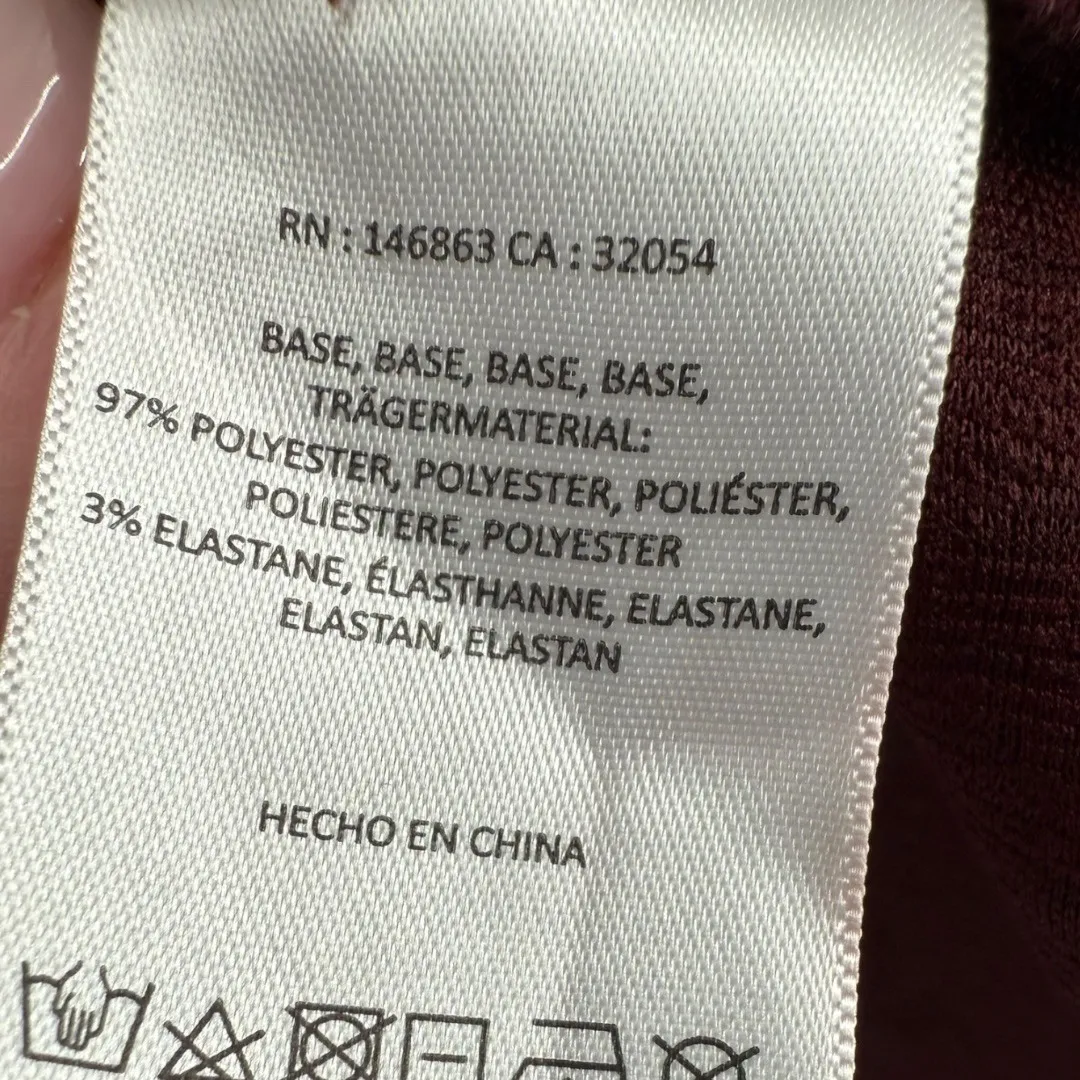 RN : 146863 CA : 32054
BASE, BASE, BASE, BASE,
TRÄGERMATERIAL:
97% POLYESTER, POLYESTER, POLIÉSTER,
POLIESTERE, POLYESTER
3% ELASTANE, ÉLASTHANNE, ELASTANE,
ELASTAN, ELASTAN
HECHO EN CHINA